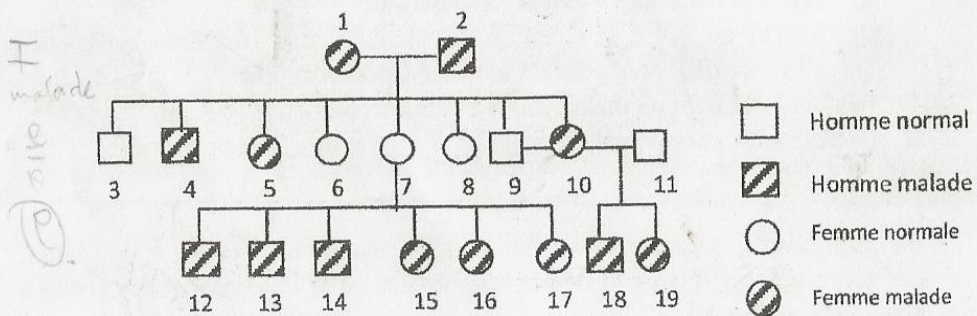 1 2
3 4 5 6 7 8 9 10 11
12 13 14 15 16 17 18 19
Homme normal
Homme malade
Femme normale
Femme malade
malade